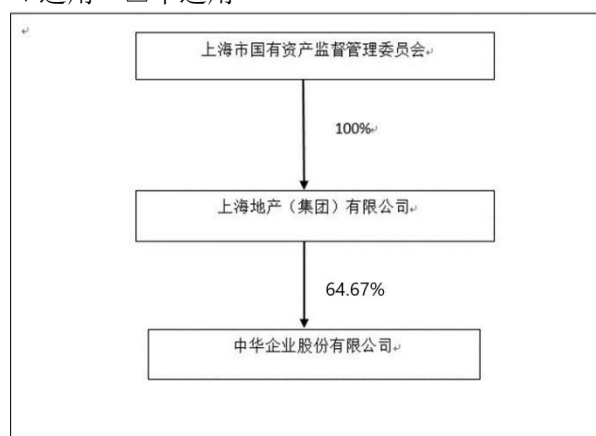 上海市国有资产监督管理委员会
100%
上海地产（集团）有限公司
64.67%
中华企业股份有限公司